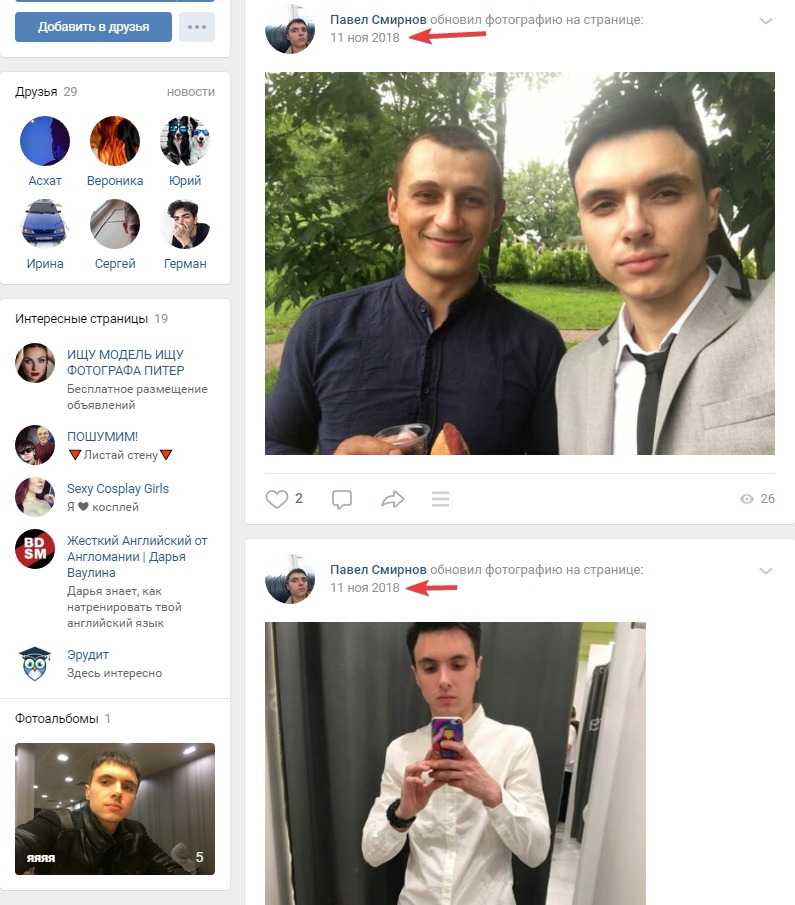 Добавить в друзья
Друзья 29 новости
Асхат Вероника Юрий
Ирина Сергей Герман
Интересные страницы 19
ИЩУ МОДЕЛЬ ИЩУ
ФОТОГРАФА ПИТЕР
Бесплатное размещение
объявлений
ПОШУМИМ!
🔻Листай стену🔻
Sexy Cosplay Girls
Я ♥ косплей
BD
SM
Жесткий Английский от
Англомании | Дарья
Ваулина
Дарья знает, как
натренировать твой
английский язык
Эрудит
Здесь интересно
Фотоальбомы 1
яяяя 5
Павел Смирнов обновил фотографию на странице:
11 ноя 2018
2 26
Павел Смирнов обновил фотографию на странице:
11 ноя 2018